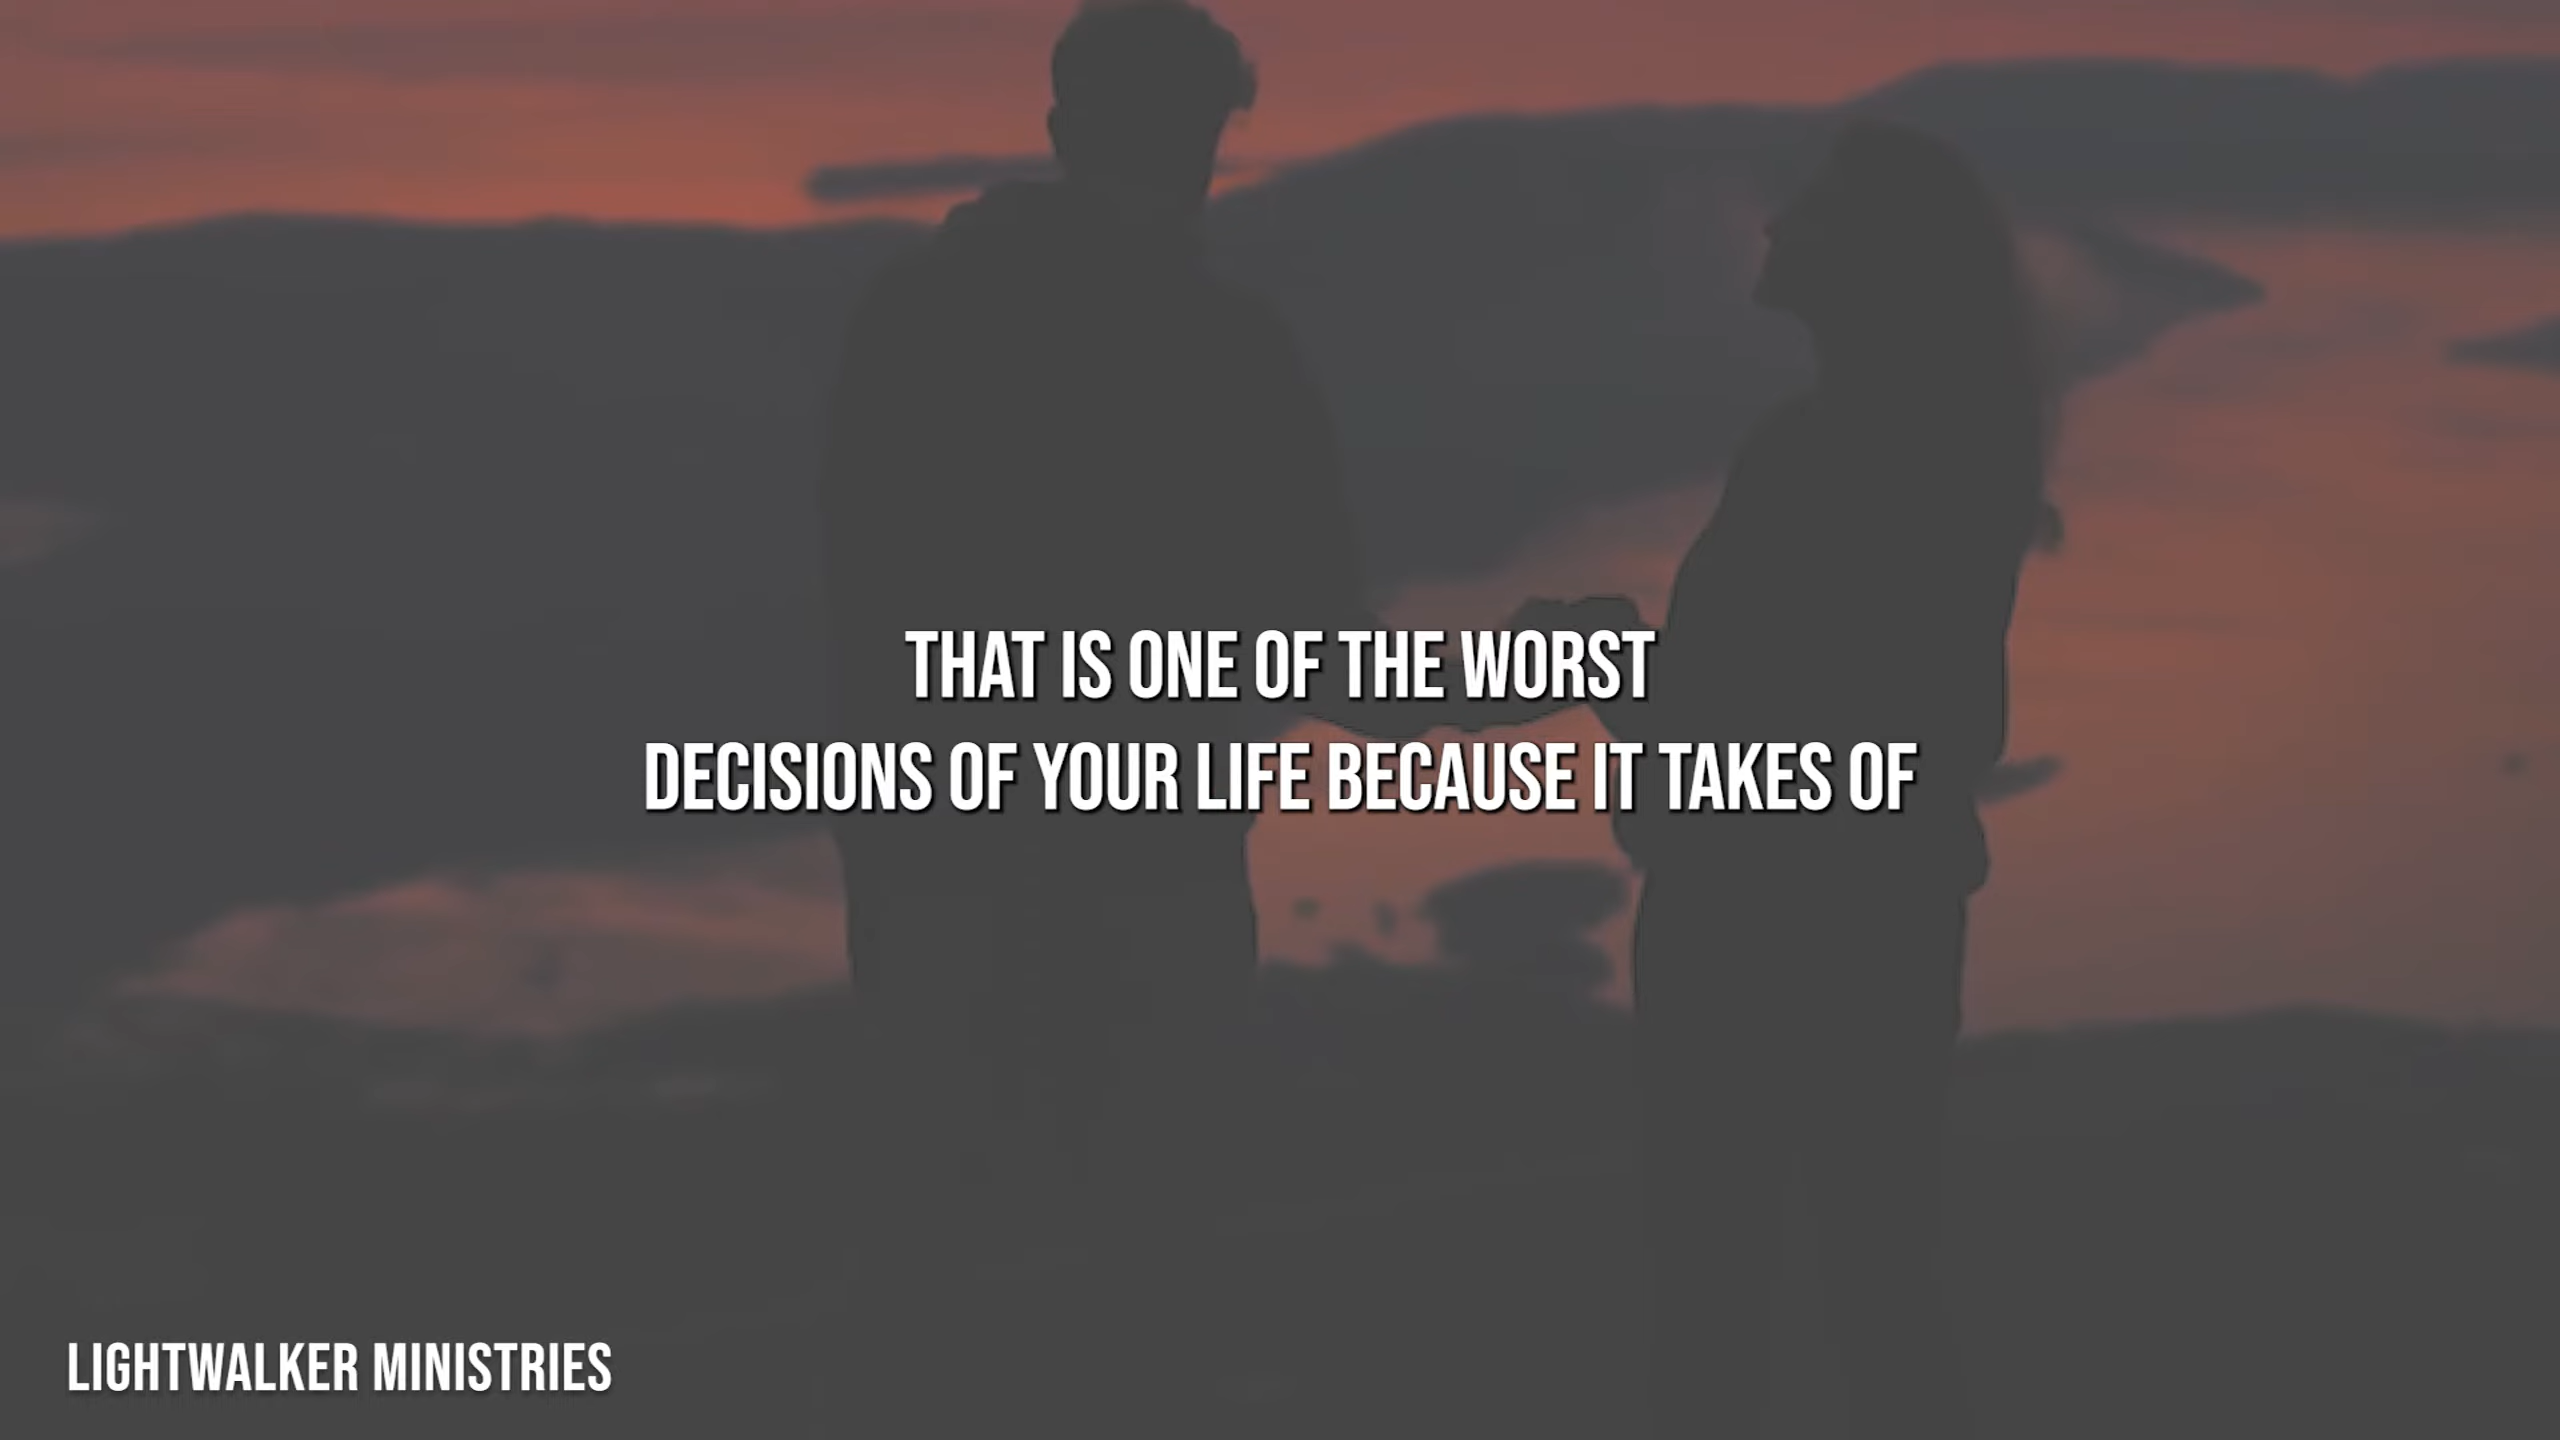 THAT IS ONE OF THE WORST
DECISIONS OF YOUR LIFE BECAUSE IT TAKES OF
LIGHTWALKER MINISTRIES